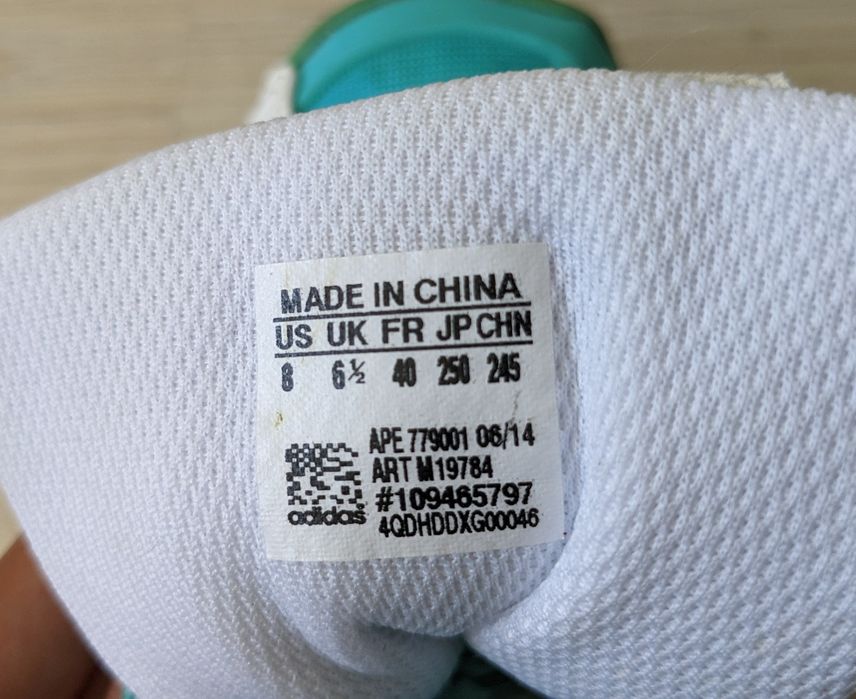 MADE IN CHINA
US UK FR JP CHN
8 6½ 40 250 245
APE 779001 06/14
ART M19784
#109465797
adidas
4QDHDDXG00046